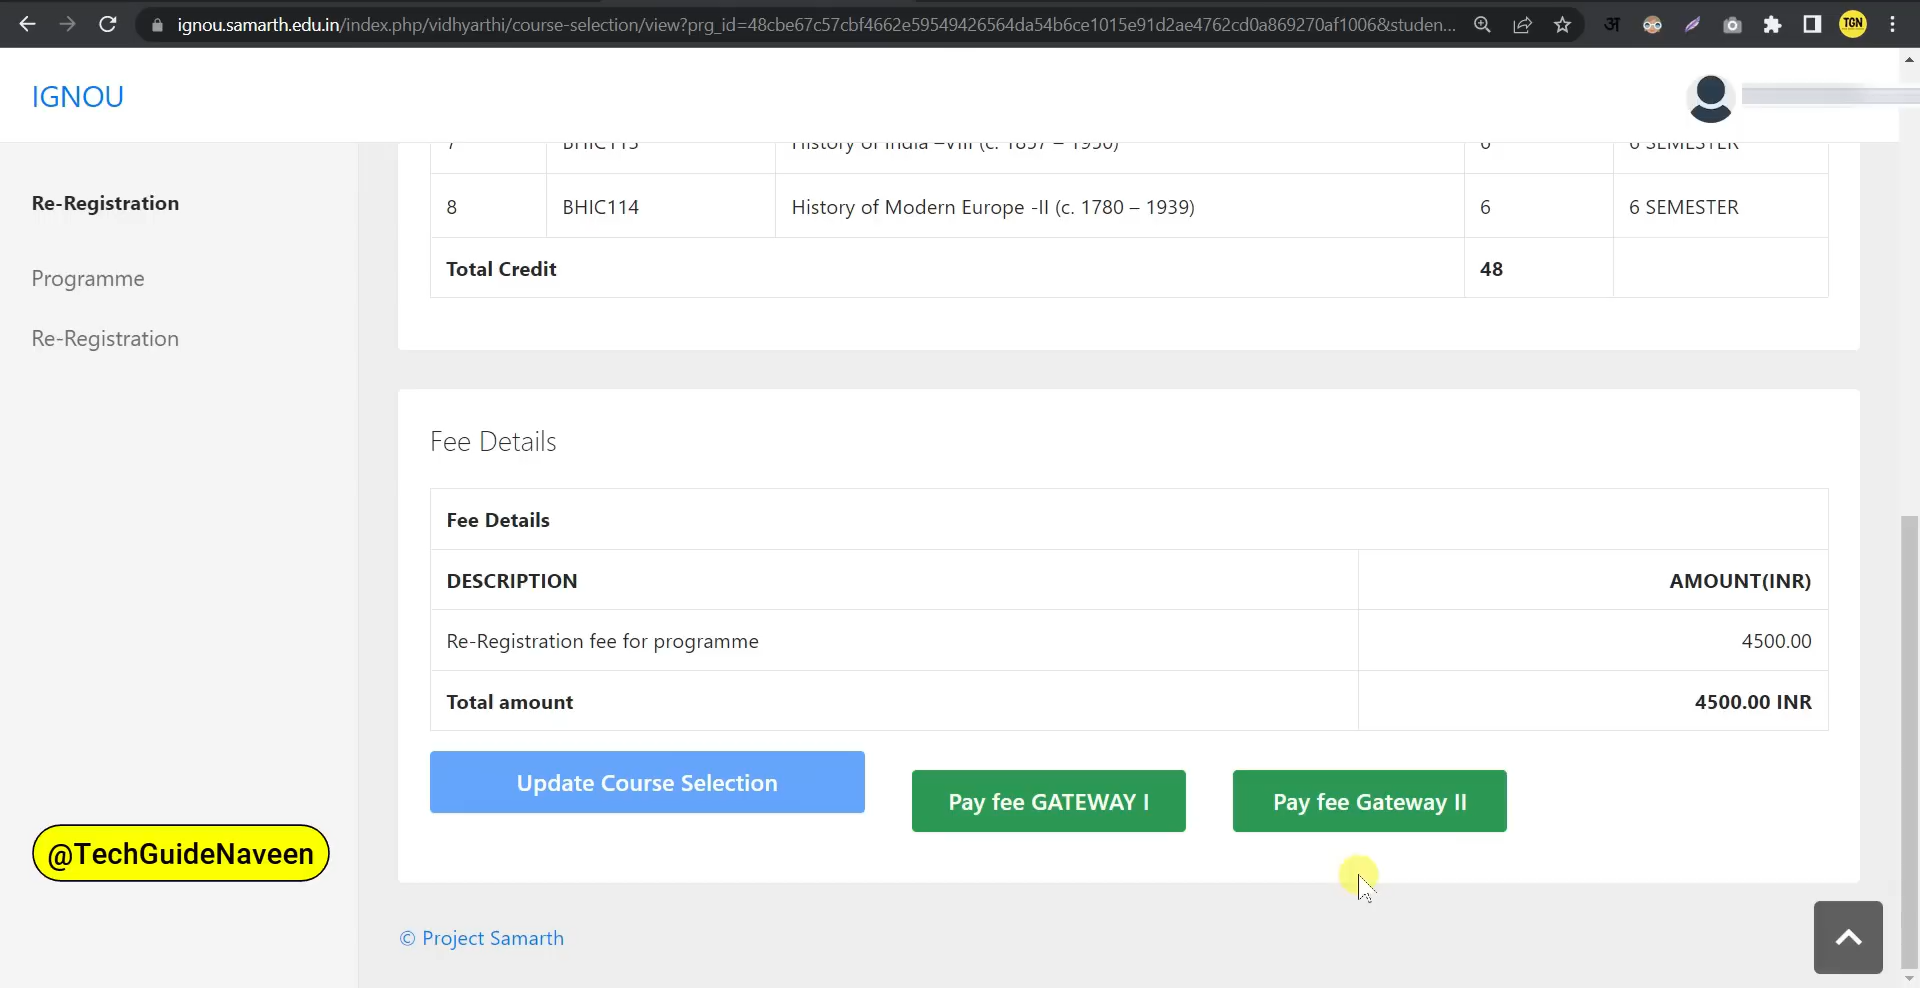 ignou.samarth.edu.in/index.php/vidhyarthi/course-selection/view?prg_id=48cbe67c57cbf4662e59549426564da54b6ce1015e91d2ae4762cd0a869270af1006&studen...
अ
TGN
IGNOU
7 BHIC113 History of India –VIII (c. 1857 – 1950) 6 6 SEMESTER
Re-Registration
8 BHIC114 History of Modern Europe -II (c. 1780 – 1939) 6 6 SEMESTER
Total Credit 48
Programme
Re-Registration
Fee Details
Fee Details
DESCRIPTION AMOUNT(INR)
Re-Registration fee for programme 4500.00
Total amount 4500.00 INR
Update Course Selection
Pay fee GATEWAY I Pay fee Gateway II
@TechGuideNaveen
© Project Samarth